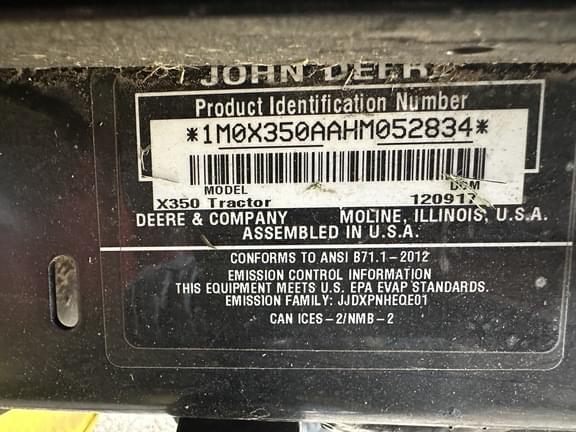 JOHN DEERE
Product Identification Number
*1M0X350AAHM052834*
MODEL DOM
X350 Tractor 120917
DEERE & COMPANY MOLINE, ILLINOIS, U.S.A.
ASSEMBLED IN U.S.A.
CONFORMS TO ANSI B71.1-2012
EMISSION CONTROL INFORMATION
THIS EQUIPMENT MEETS U.S. EPA EVAP STANDARDS.
EMISSION FAMILY: JJDXPNHEQE01
CAN ICES-2/NMB-2